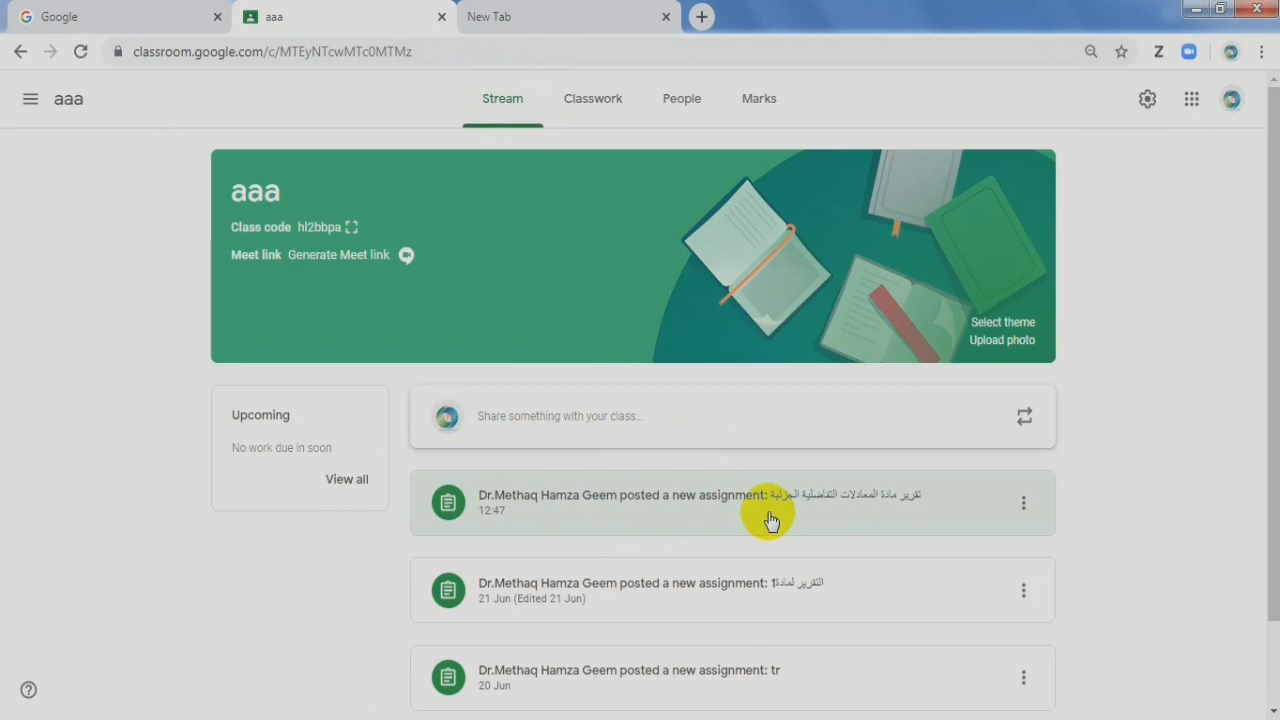 Google
aaa
New Tab
classroom.google.com/c/MTEyNTcwMTc0MTMz
Z
aaa
Stream
Classwork
People
Marks
aaa
Class code hl2bbpa
Meet link Generate Meet link
Select theme
Upload photo
Upcoming
No work due in soon
View all
Share something with your class...
Dr.Methaq Hamza Geem posted a new assignment: تقرير مادة المعادلات التفاضلية الجزئية
12:47
Dr.Methaq Hamza Geem posted a new assignment: التقرير لمادة1
21 Jun (Edited 21 Jun)
Dr.Methaq Hamza Geem posted a new assignment: tr
20 Jun